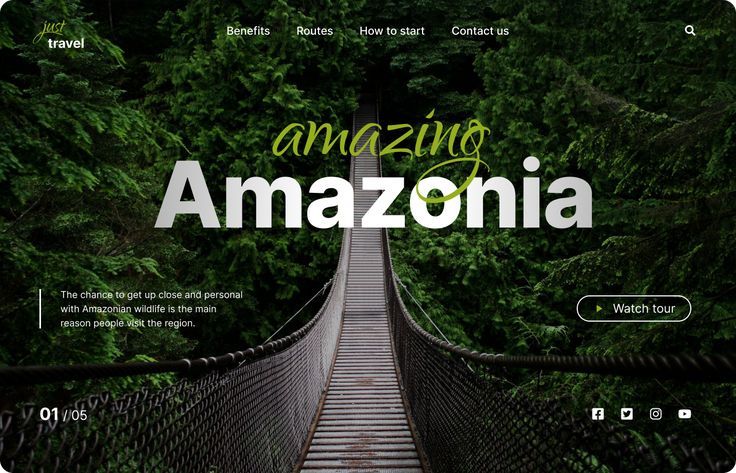 just
travel
Benefits Routes How to start Contact us
amazing
Amazonia
The chance to get up close and personal
with Amazonian wildlife is the main
reason people visit the region.
Watch tour
01 / 05